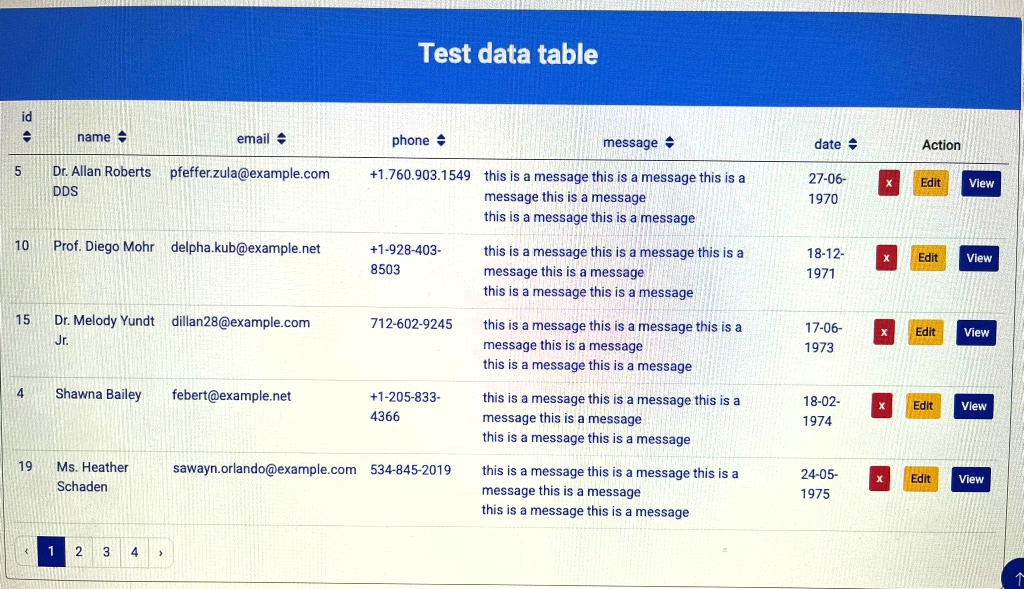 Test data table
id
name email phone message date Action
5 Dr. Allan Roberts pfeffer.zula@example.com +1.760.903.1549 this is a message this is a message this is a 27-06- x Edit View
DDS message this is a message 1970
this is a message this is a message
10 Prof. Diego Mohr delpha.kub@example.net +1-928-403- this is a message this is a message this is a 18-12- x Edit View
8503 message this is a message 1971
this is a message this is a message
15 Dr. Melody Yundt dillan28@example.com 712-602-9245 this is a message this is a message this is a 17-06- x Edit View
Jr. message this is a message 1973
this is a message this is a message
4 Shawna Bailey febert@example.net +1-205-833- this is a message this is a message this is a 18-02- x Edit View
4366 message this is a message 1974
this is a message this is a message
19 Ms. Heather sawayn.orlando@example.com 534-845-2019 this is a message this is a message this is a 24-05- x Edit View
Schaden message this is a message 1975
this is a message this is a message
‹ 1 2 3 4 ›